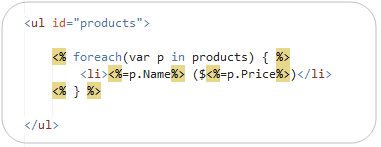 <ul id="products">
<% foreach(var p in products) { %>
<li><%=p.Name%> ($<%=p.Price%>)</li>
<% } %>
</ul>